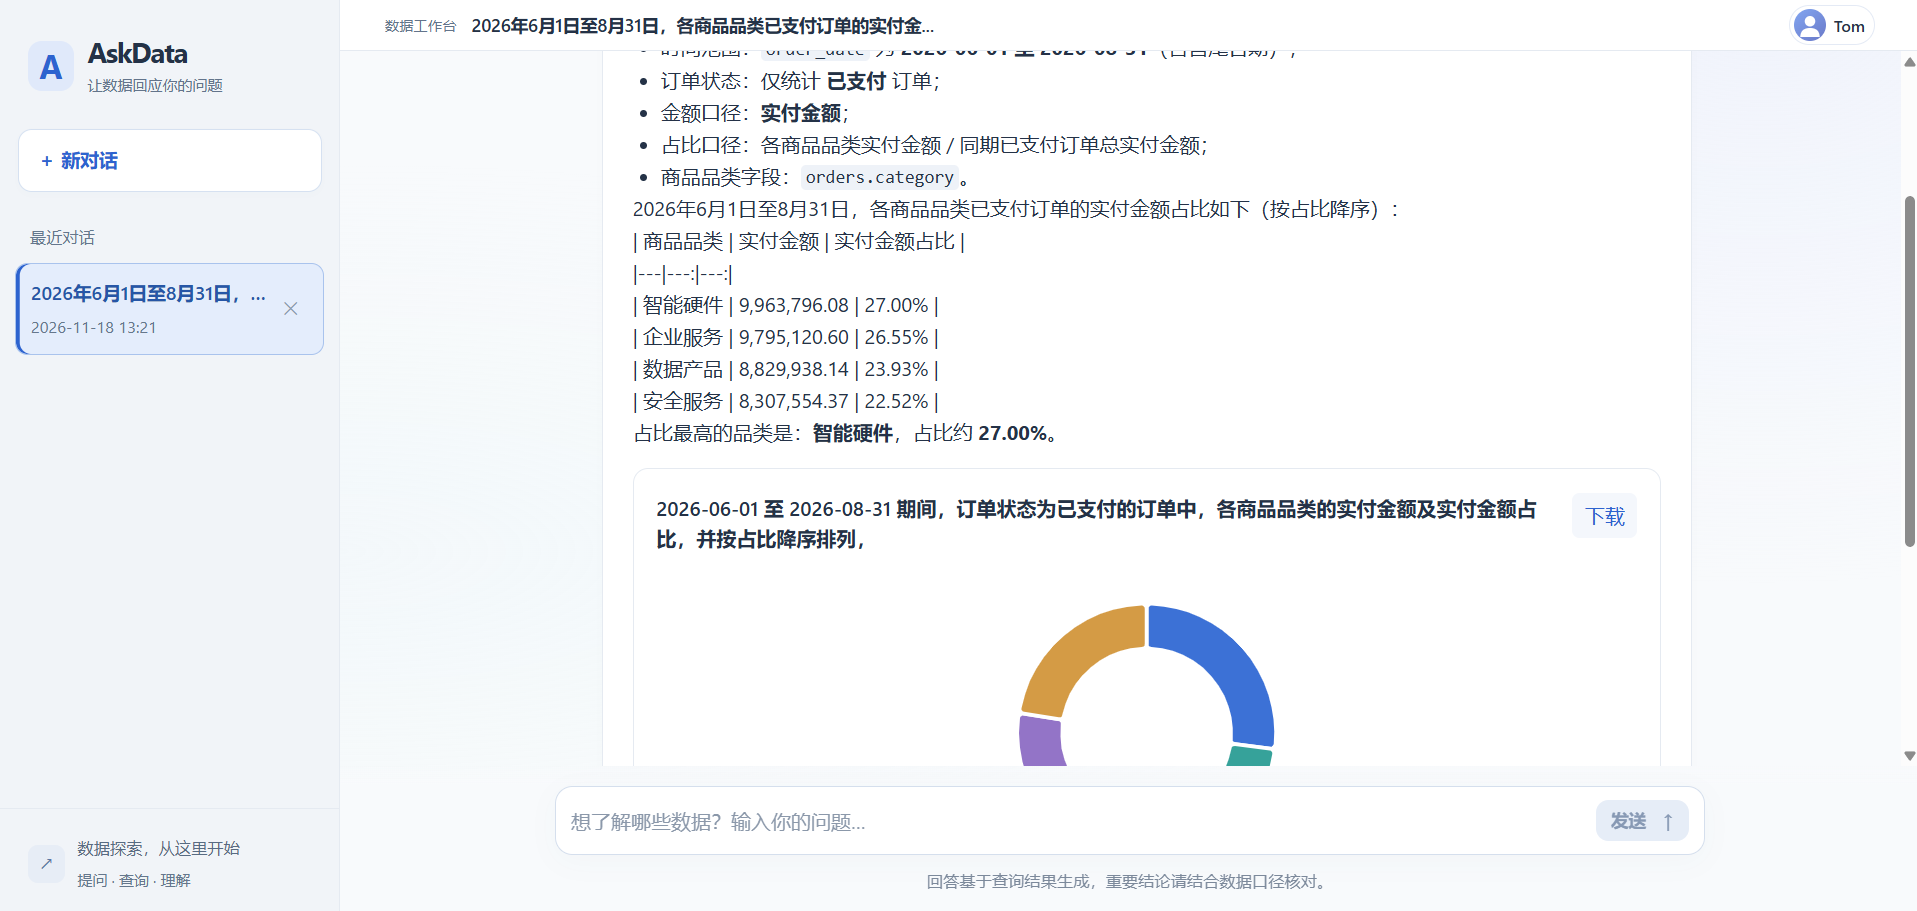 AskData
让数据回应你的问题
+ 新对话
最近对话
2026年6月1日至8月31日，...
2026-11-18 13:21
数据探索，从这里开始
提问 · 查询 · 理解
数据工作台 2026年6月1日至8月31日，各商品品类已支付订单的实付金...
Tom
订单状态：仅统计 已支付 订单；
金额口径：实付金额；
占比口径：各商品品类实付金额 / 同期已支付订单总实付金额；
商品品类字段：orders.category。
2026年6月1日至8月31日，各商品品类已支付订单的实付金额占比如下（按占比降序）：
| 商品品类 | 实付金额 | 实付金额占比 |
|---|---:|---:|
| 智能硬件 | 9,963,796.08 | 27.00% |
| 企业服务 | 9,795,120.60 | 26.55% |
| 数据产品 | 8,829,938.14 | 23.93% |
| 安全服务 | 8,307,554.37 | 22.52% |
占比最高的品类是：智能硬件，占比约 27.00%。
2026-06-01 至 2026-08-31 期间，订单状态为已支付的订单中，各商品品类的实付金额及实付金额占
比，并按占比降序排列，
下载
想了解哪些数据？输入你的问题...
发送 ↑
回答基于查询结果生成，重要结论请结合数据口径核对。